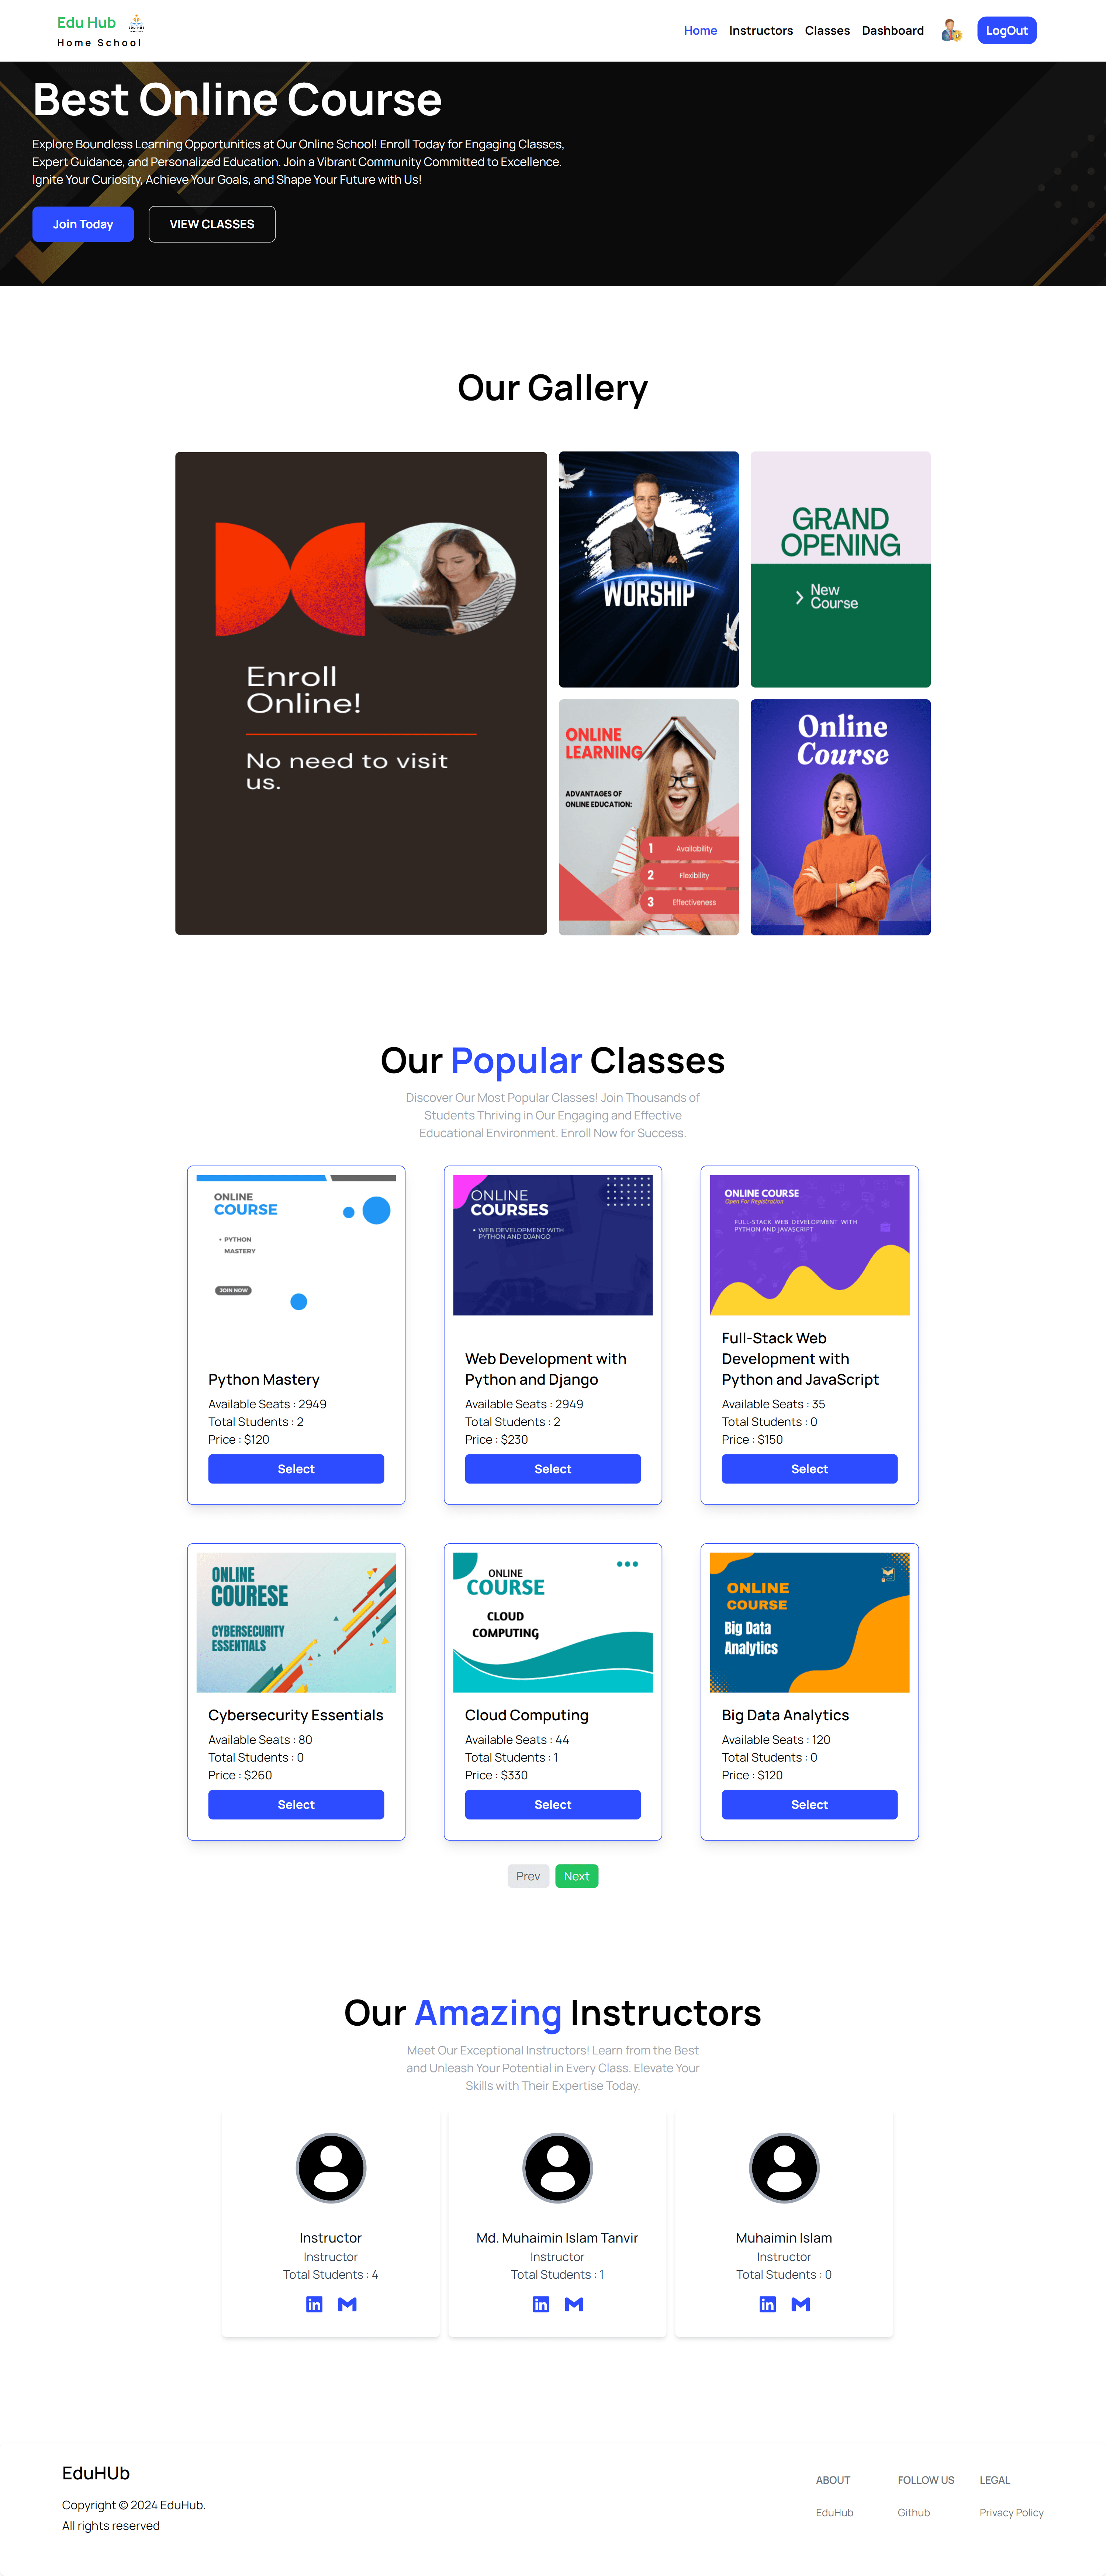 Edu Hub
Home School
Home Instructors Classes Dashboard LogOut
Best Online Course
Explore Boundless Learning Opportunities at Our Online School! Enroll Today for Engaging Classes,
Expert Guidance, and Personalized Education. Join a Vibrant Community Committed to Excellence.
Ignite Your Curiosity, Achieve Your Goals, and Shape Your Future with Us!
Join Today VIEW CLASSES
Our Gallery
Enroll
Online!
No need to visit
us.
WORSHIP
GRAND
OPENING
New
Course
ONLINE
LEARNING
ADVANTAGES OF
ONLINE EDUCATION:
1 Availability
2 Flexibility
3 Effectiveness
Online
Course
Our Popular Classes
Discover Our Most Popular Classes! Join Thousands of
Students Thriving in Our Engaging and Effective
Educational Environment. Enroll Now for Success.
ONLINE
COURSE
• PYTHON
MASTERY
JOIN NOW
Python Mastery
Available Seats : 2949
Total Students : 2
Price : $120
Select
ONLINE
COURSES
• WEB DEVELOPMENT WITH
PYTHON AND DJANGO
Web Development with
Python and Django
Available Seats : 2949
Total Students : 2
Price : $230
Select
ONLINE COURSE
Open For Registration
FULL-STACK WEB DEVELOPMENT WITH
PYTHON AND JAVASCRIPT
Full-Stack Web
Development with
Python and JavaScript
Available Seats : 35
Total Students : 0
Price : $150
Select
ONLINE
COURESE
CYBERSECURITY
ESSENTIALS
Cybersecurity Essentials
Available Seats : 80
Total Students : 0
Price : $260
Select
ONLINE
COURSE
CLOUD
COMPUTING
Cloud Computing
Available Seats : 44
Total Students : 1
Price : $330
Select
ONLINE
COURSE
Big Data
Analytics
Big Data Analytics
Available Seats : 120
Total Students : 0
Price : $120
Select
Prev Next
Our Amazing Instructors
Meet Our Exceptional Instructors! Learn from the Best
and Unleash Your Potential in Every Class. Elevate Your
Skills with Their Expertise Today.
Instructor
Instructor
Total Students : 4
Md. Muhaimin Islam Tanvir
Instructor
Total Students : 1
Muhaimin Islam
Instructor
Total Students : 0
EduHUb
Copyright © 2024 EduHub.
All rights reserved
ABOUT
EduHub
FOLLOW US
Github
LEGAL
Privacy Policy